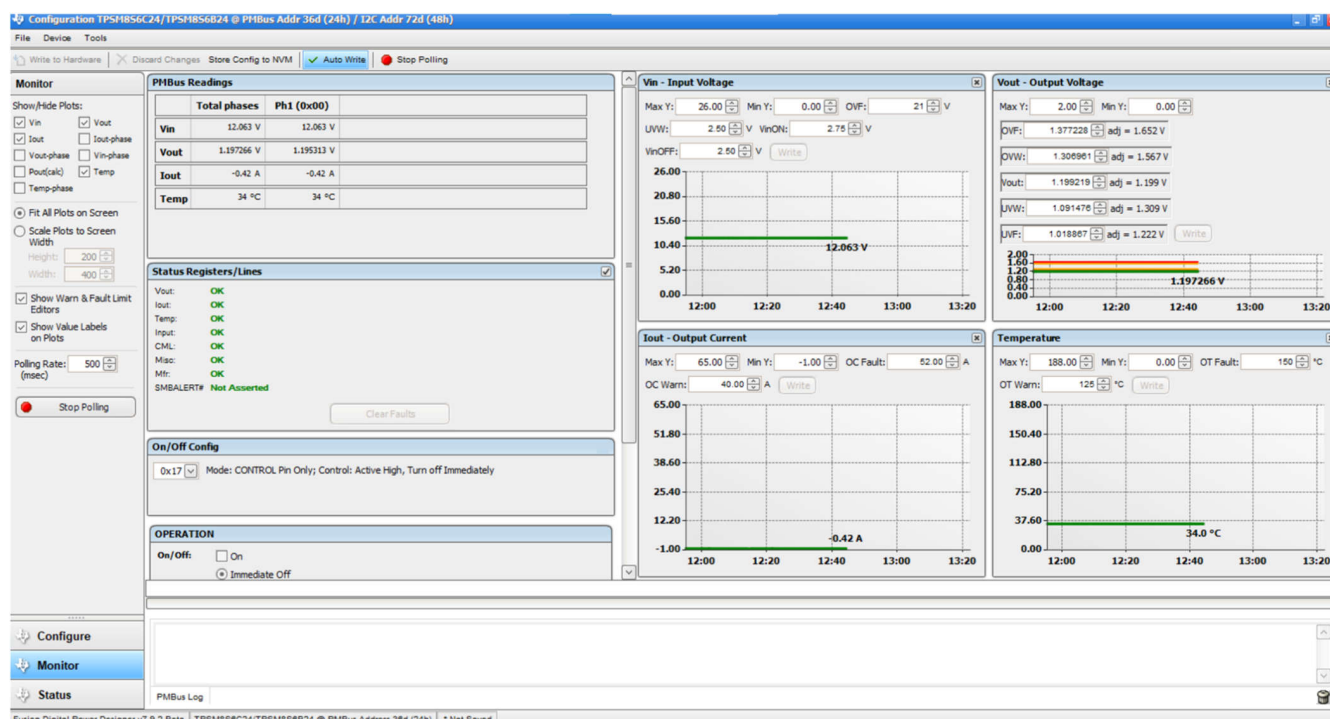 Configuration TPSM8S6C24/TPSM8S6B24 @ PMBus Addr 36d (24h) / I2C Addr 72d (48h)
File Device Tools
Write to Hardware Discard Changes Store Config to NVM Auto Write Stop Polling
Monitor
Show/Hide Plots:
Vin Vout
Iout Iout-phase
Vout-phase Vin-phase
Pout(calc) Temp
Temp-phase
Fit All Plots on Screen
Scale Plots to Screen
Width
Height: 200
Width: 400
Show Warn & Fault Limit
Editors
Show Value Labels
on Plots
Polling Rate: 500
(msec)
Stop Polling
Configure
Monitor
Status
PMBus Readings
Total phases Ph1 (0x00)
Vin 12.063 V 12.063 V
Vout 1.197266 V 1.195313 V
Iout -0.42 A -0.42 A
Temp 34 °C 34 °C
Status Registers/Lines
Vout: OK
Iout: OK
Temp: OK
Input: OK
CML: OK
Misc: OK
Mfr: OK
SMBALERT# Not Asserted
Clear Faults
On/Off Config
0x17 Mode: CONTROL Pin Only; Control: Active High, Turn off Immediately
OPERATION
On/Off: On
Immediate Off
Vin - Input Voltage
Max Y: 26.00 Min Y: 0.00 OVF: 21 V
UVW: 2.50 V VinON: 2.75 V
VinOFF: 2.50 V Write
26.00
20.80
15.60
10.40
5.20
0.00
12.063 V
12:00 12:20 12:40 13:00 13:20
Vout - Output Voltage
Max Y: 2.00 Min Y: 0.00
OVF: 1.377228 adj = 1.652 V
OVW: 1.306961 adj = 1.567 V
Vout: 1.199219 adj = 1.199 V
UVW: 1.091476 adj = 1.309 V
UVF: 1.018867 adj = 1.222 V Write
2.00
1.60
1.20
0.80
0.40
0.00
1.197266 V
12:00 12:20 12:40 13:00 13:20
Iout - Output Current
Max Y: 65.00 Min Y: -1.00 OC Fault: 52.00 A
OC Warn: 40.00 A Write
65.00
51.80
38.60
25.40
12.20
-1.00
-0.42 A
12:00 12:20 12:40 13:00 13:20
Temperature
Max Y: 188.00 Min Y: 0.00 OT Fault: 150 °C
OT Warn: 125 °C Write
188.00
150.40
112.80
75.20
37.60
0.00
34.0 °C
12:00 12:20 12:40 13:00 13:20
PMBus Log
Fusion Digital Power Designer v7.9.2 Beta TPSM8S6C24/TPSM8S6B24 @ PMBus Address 36d (24h) * Not Saved